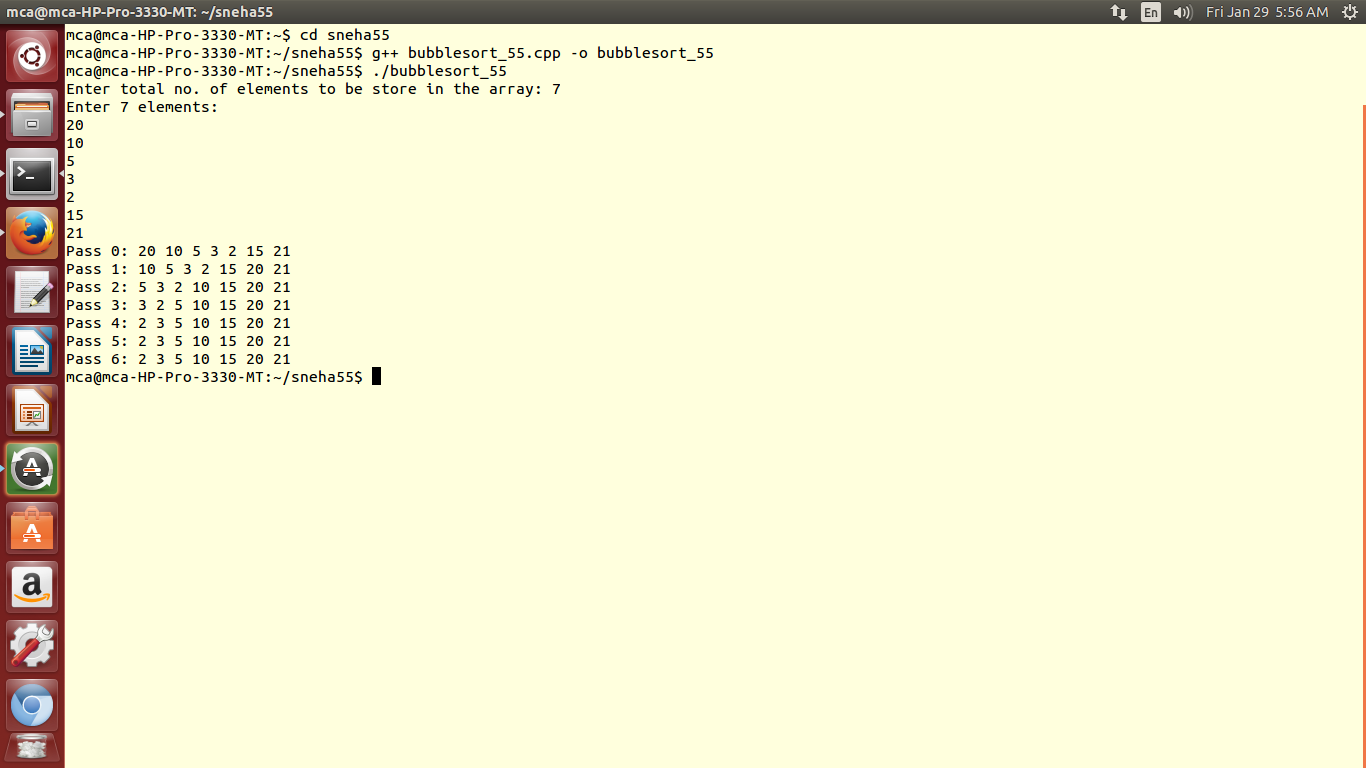 mca@mca-HP-Pro-3330-MT: ~/sneha55
En
Fri Jan 29 5:56 AM
mca@mca-HP-Pro-3330-MT:~$ cd sneha55
mca@mca-HP-Pro-3330-MT:~/sneha55$ g++ bubblesort_55.cpp -o bubblesort_55
mca@mca-HP-Pro-3330-MT:~/sneha55$ ./bubblesort_55
Enter total no. of elements to be store in the array: 7
Enter 7 elements:
20
10
5
3
2
15
21
Pass 0: 20 10 5 3 2 15 21
Pass 1: 10 5 3 2 15 20 21
Pass 2: 5 3 2 10 15 20 21
Pass 3: 3 2 5 10 15 20 21
Pass 4: 2 3 5 10 15 20 21
Pass 5: 2 3 5 10 15 20 21
Pass 6: 2 3 5 10 15 20 21
mca@mca-HP-Pro-3330-MT:~/sneha55$